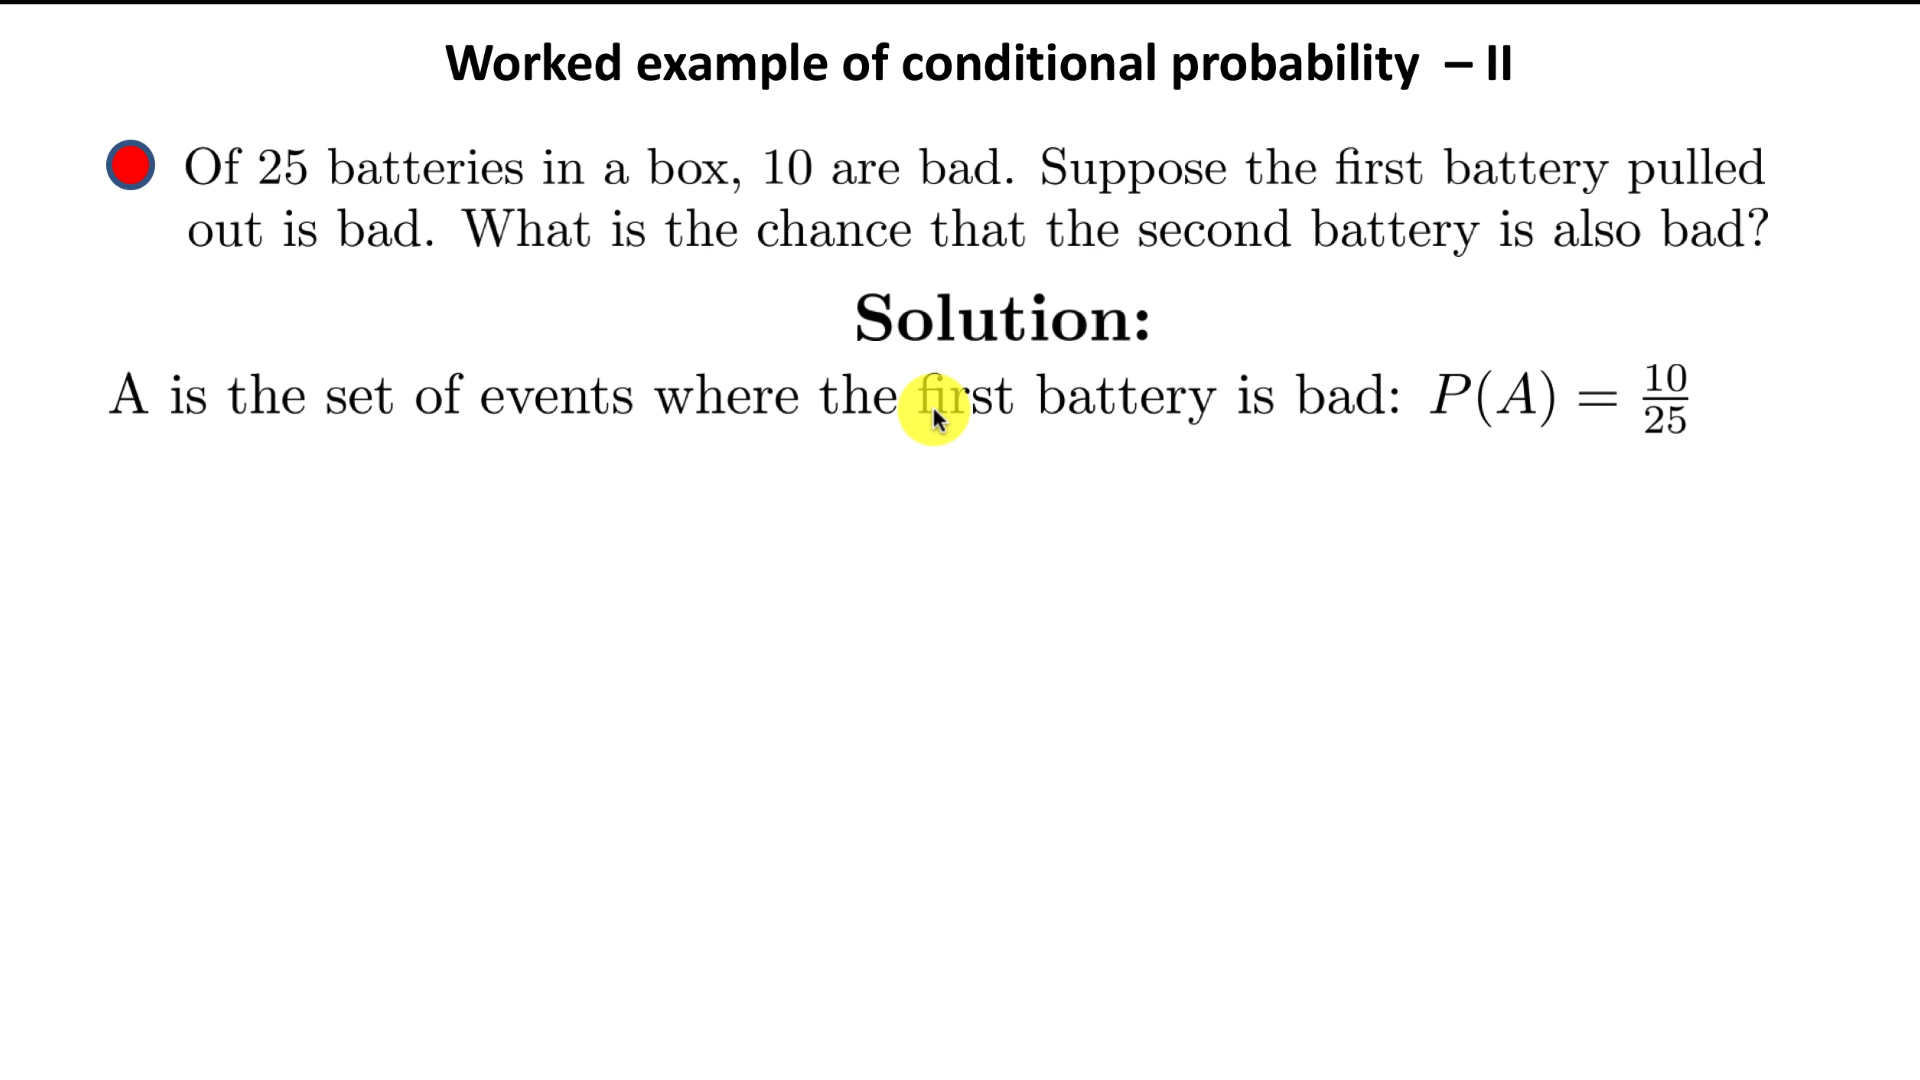 Worked example of conditional probability – II
Of 25 batteries in a box, 10 are bad. Suppose the first battery pulled
out is bad. What is the chance that the second battery is also bad?
Solution:
A is the set of events where the first battery is bad: P(A) = 10/25